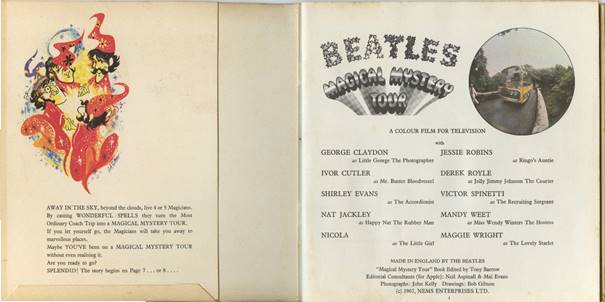 AWAY IN THE SKY, beyond the clouds, live 4 or 5 Magicians.
By casting WONDERFUL SPELLS they turn the Most
Ordinary Coach Trip into a MAGICAL MYSTERY TOUR.
If you let yourself go, the Magicians will take you away to
marvellous places.
Maybe YOU'VE been on a MAGICAL MYSTERY TOUR
without even realising it.
Are you ready to go?
SPLENDID! The story begins on Page 7 . . . or 8 . . . .
BEATLES
MAGICAL MYSTERY
TOUR
A COLOUR FILM FOR TELEVISION
with
GEORGE CLAYDON
as Little George The Photographer
JESSIE ROBINS
as Ringo's Auntie
IVOR CUTLER
as Mr. Buster Bloodvessel
DEREK ROYLE
as Jolly Jimmy Johnson The Courier
SHIRLEY EVANS
as The Accordionist
VICTOR SPINETTI
as The Recruiting Sergeant
NAT JACKLEY
as Happy Nat The Rubber Man
MANDY WEET
as Miss Wendy Winters The Hostess
NICOLA
as The Little Girl
MAGGIE WRIGHT
as The Lovely Starlet
MADE IN ENGLAND BY THE BEATLES
"Magical Mystery Tour" Book Edited by Tony Barrow
Editorial Consultants (for Apple): Neil Aspinall & Mal Evans
Photographs: John Kelly Drawings: Bob Gibson
(c) 1967, NEMS ENTERPRISES LTD.
1